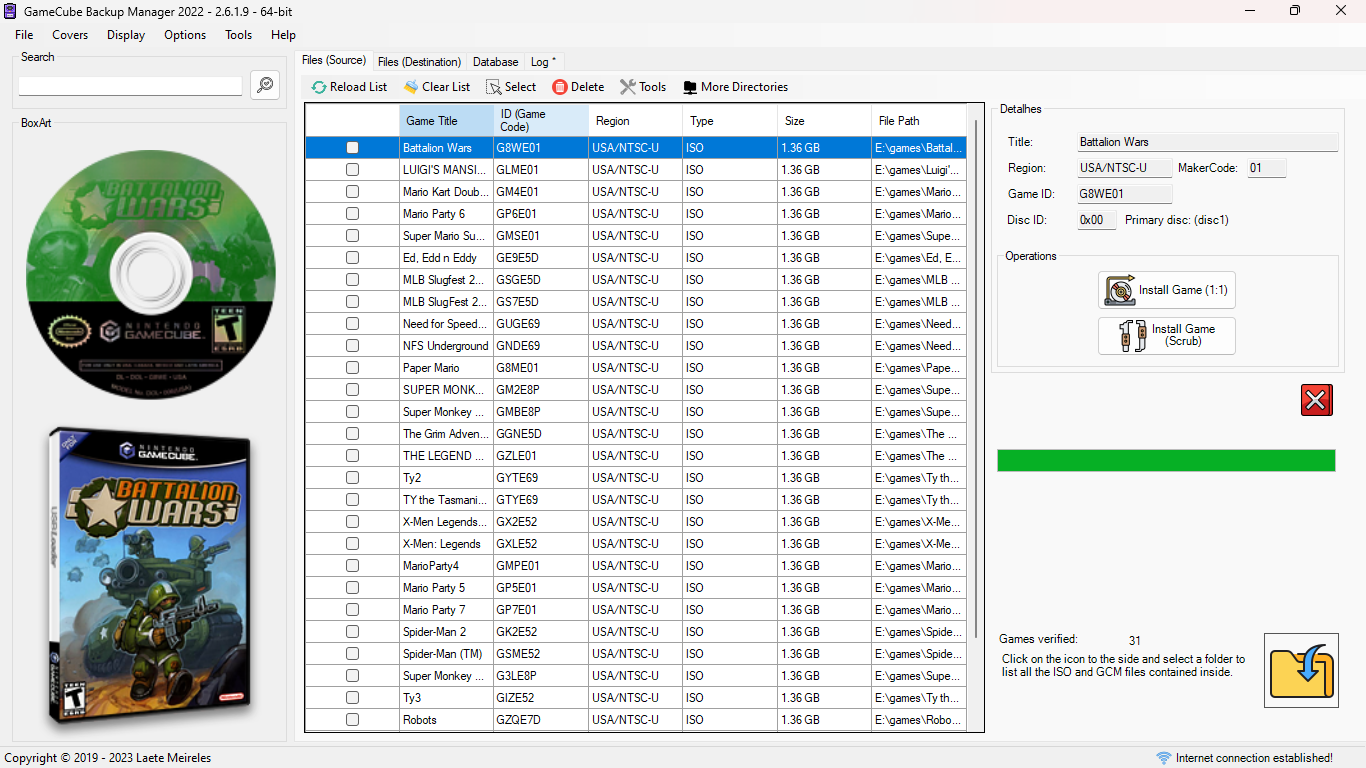 GameCube Backup Manager 2022 - 2.6.1.9 - 64-bit
File Covers Display Options Tools Help
Search
BoxArt
BATTALION
WARS
NINTENDO
GAMECUBE
TEEN
T
ESRB
ONLY FOR
NINTENDO
GAMECUBE
BATTALION
WARS
USBLoader
TEEN
T
ESRB
Nintendo
Files (Source) Files (Destination) Database Log *
Reload List Clear List Select Delete Tools More Directories
Game Title ID (Game Code) Region Type Size File Path
Battalion Wars G8WE01 USA/NTSC-U ISO 1.36 GB E:\games\Battal...
LUIGI'S MANSI... GLME01 USA/NTSC-U ISO 1.36 GB E:\games\Luigi'...
Mario Kart Doub... GM4E01 USA/NTSC-U ISO 1.36 GB E:\games\Mario...
Mario Party 6 GP6E01 USA/NTSC-U ISO 1.36 GB E:\games\Mario...
Super Mario Su... GMSE01 USA/NTSC-U ISO 1.36 GB E:\games\Supe...
Ed, Edd n Eddy GE9E5D USA/NTSC-U ISO 1.36 GB E:\games\Ed, E...
MLB Slugfest 2... GSGE5D USA/NTSC-U ISO 1.36 GB E:\games\MLB ...
MLB SlugFest 2... GS7E5D USA/NTSC-U ISO 1.36 GB E:\games\MLB ...
Need for Speed... GUGE69 USA/NTSC-U ISO 1.36 GB E:\games\Need...
NFS Underground GNDE69 USA/NTSC-U ISO 1.36 GB E:\games\Need...
Paper Mario G8ME01 USA/NTSC-U ISO 1.36 GB E:\games\Pape...
SUPER MONK... GM2E8P USA/NTSC-U ISO 1.36 GB E:\games\Supe...
Super Monkey ... GMBE8P USA/NTSC-U ISO 1.36 GB E:\games\Supe...
The Grim Adven... GGNE5D USA/NTSC-U ISO 1.36 GB E:\games\The ...
THE LEGEND ... GZLE01 USA/NTSC-U ISO 1.36 GB E:\games\The ...
Ty2 GYTE69 USA/NTSC-U ISO 1.36 GB E:\games\Ty th...
TY the Tasmani... GTYE69 USA/NTSC-U ISO 1.36 GB E:\games\Ty th...
X-Men Legends... GX2E52 USA/NTSC-U ISO 1.36 GB E:\games\X-Me...
X-Men: Legends GXLE52 USA/NTSC-U ISO 1.36 GB E:\games\X-Me...
MarioParty4 GMPE01 USA/NTSC-U ISO 1.36 GB E:\games\Mario...
Mario Party 5 GP5E01 USA/NTSC-U ISO 1.36 GB E:\games\Mario...
Mario Party 7 GP7E01 USA/NTSC-U ISO 1.36 GB E:\games\Mario...
Spider-Man 2 GK2E52 USA/NTSC-U ISO 1.36 GB E:\games\Spide...
Spider-Man (TM) GSME52 USA/NTSC-U ISO 1.36 GB E:\games\Spide...
Super Monkey ... G3LE8P USA/NTSC-U ISO 1.36 GB E:\games\Supe...
Ty3 GIZE52 USA/NTSC-U ISO 1.36 GB E:\games\Ty th...
Robots GZQE7D USA/NTSC-U ISO 1.36 GB E:\games\Robo...
Detalhes
Title: Battalion Wars
Region: USA/NTSC-U MakerCode: 01
Game ID: G8WE01
Disc ID: 0x00 Primary disc: (disc1)
Operations
Install Game (1:1)
Install Game
(Scrub)
Games verified: 31
Click on the icon to the side and select a folder to
list all the ISO and GCM files contained inside.
Copyright © 2019 - 2023 Laete Meireles
Internet connection established!